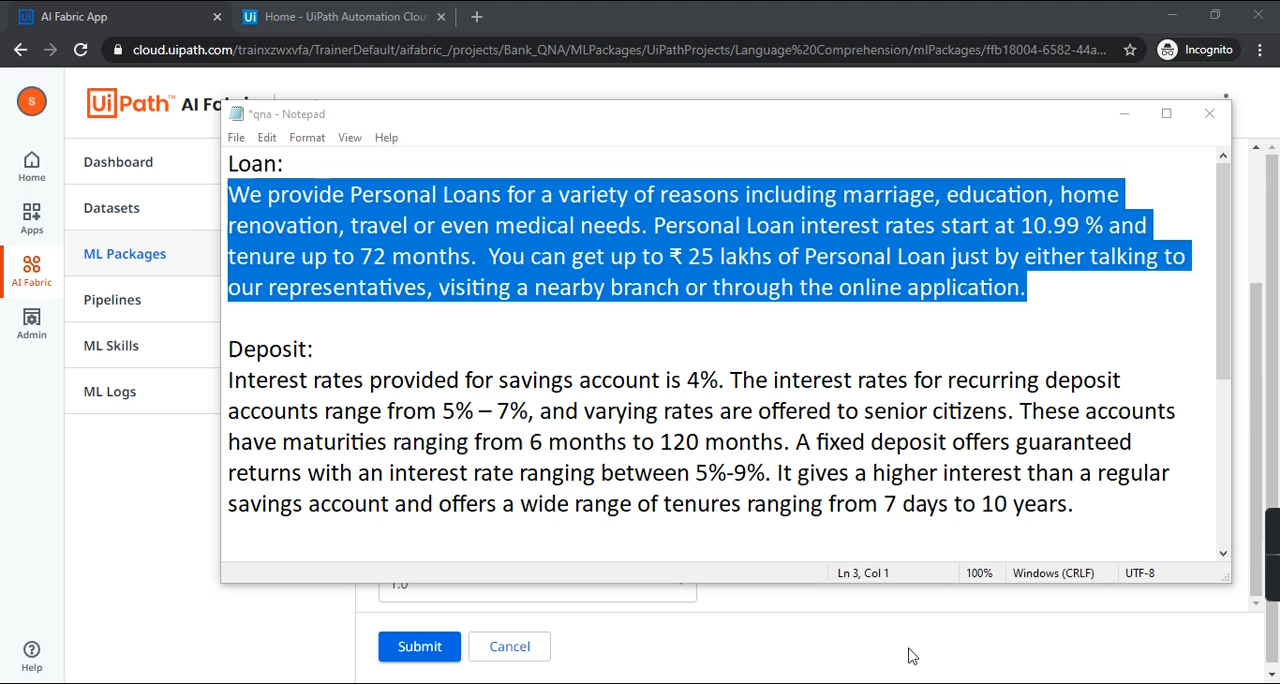 AI Fabric App
Home - UiPath Automation Clou
cloud.uipath.com/trainxzwxvfa/TrainerDefault/aifabric_/projects/Bank_QNA/MLPackages/UiPathProjects/Language%20Comprehension/mlPackages/ffb18004-6582-44a...
Incognito
S
UiPath™ AI Fa
*qna - Notepad
File Edit Format View Help
Home
Apps
AI Fabric
Admin
Help
Dashboard
Datasets
ML Packages
Pipelines
ML Skills
ML Logs
Loan:
We provide Personal Loans for a variety of reasons including marriage, education, home
renovation, travel or even medical needs. Personal Loan interest rates start at 10.99 % and
tenure up to 72 months.  You can get up to ₹ 25 lakhs of Personal Loan just by either talking to
our representatives, visiting a nearby branch or through the online application.
Deposit:
Interest rates provided for savings account is 4%. The interest rates for recurring deposit
accounts range from 5% – 7%, and varying rates are offered to senior citizens. These accounts
have maturities ranging from 6 months to 120 months. A fixed deposit offers guaranteed
returns with an interest rate ranging between 5%-9%. It gives a higher interest than a regular
savings account and offers a wide range of tenures ranging from 7 days to 10 years.
Ln 3, Col 1
100%
Windows (CRLF)
UTF-8
1.0
Submit
Cancel